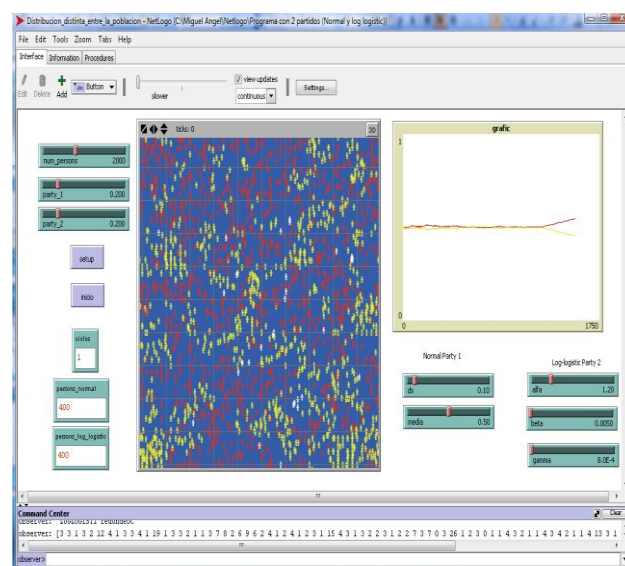 Distribucion_distinta_entre_la_poblacion - NetLogo {C:\Miguel Angel\Netlogo\Programa con 2 partidos (Normal y log logistic)}
File Edit Tools Zoom Tabs Help
Interface Information Procedures
Edit Delete Add Button slower view updates continuous Settings...
ticks: 0 3D
num_persons 2000
party_1 0.200
party_2 0.200
setup
inicio
ciclos
1
persons_normal
400
persons_log_logistic
400
grafic
1
0
0 1750
Normal Party 1
ds 0.10
media 0.50
Log-logistic Party 2
alfa 1.20
beta 0.0050
gamma 8.0E-4
Command Center Clear
observer:
observer: [3 3 1 3 2 12 4 1 3 3 4 1 19 1 3 3 2 1 1 3 7 8 2 6 9 6 2 4 1 2 4 1 2 1 15 4 3 1 3 2 2 3 1 2 2 7 3 7 8 3 26 1 2 3 0 1 1 4 3 2 1 1 4 3 4 2 1 1 4 13 3 1
observer>